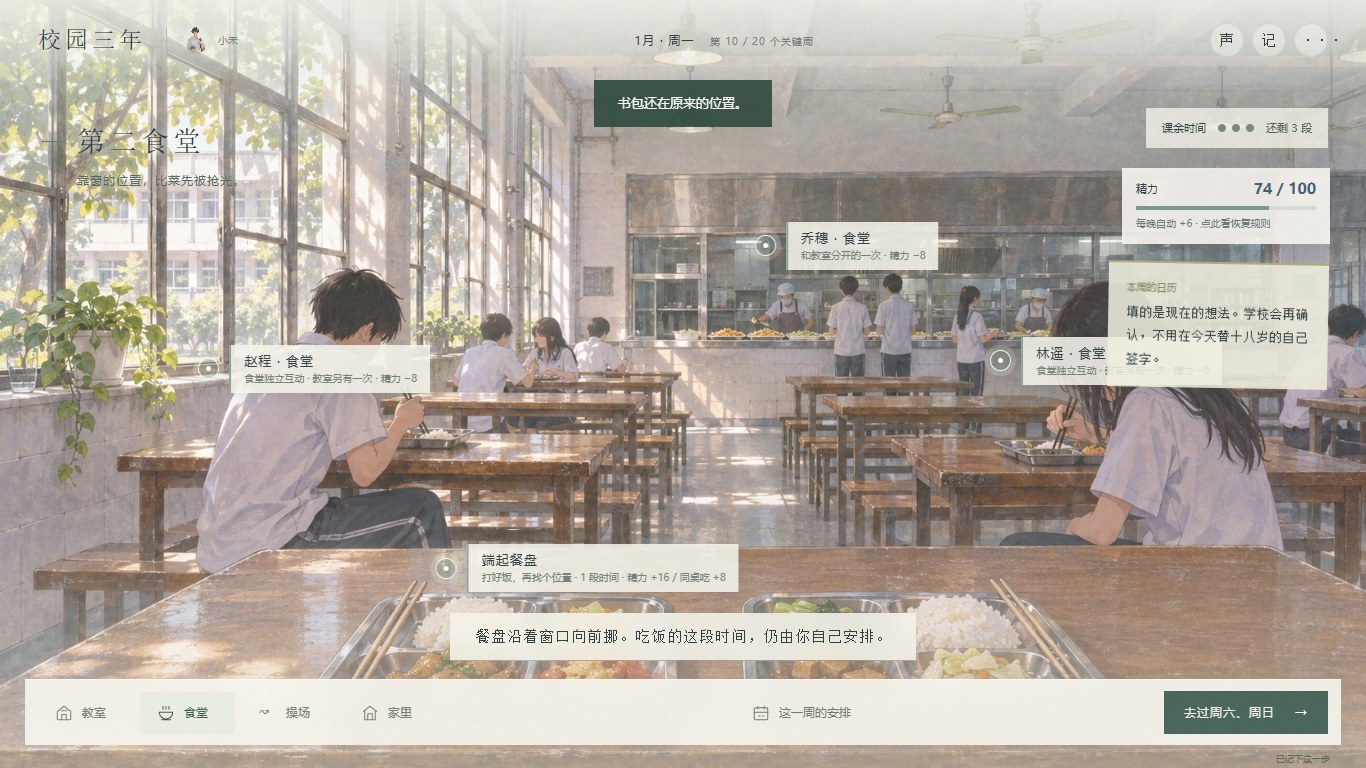 校园三年
小禾
1月 · 周一 第 10 / 20 个关键周
声 记 · · ·
书包还在原来的位置。
第二食堂
靠窗的位置，比菜先被抢光。
课余时间 还剩 3 段
精力 74 / 100
每晚自动 +6 · 点此看恢复规则
乔穗 · 食堂
和教室分开的一次 · 精力 −8
本周的日历
填的是现在的想法。学校会再确
认，不用在今天替十八岁的自己
签字。
赵程 · 食堂
食堂独立互动 · 教室另有一次 · 精力 −8
林遥 · 食堂
食堂独立互动 · 教室另有一次 · 精力 −8
端起餐盘
打好饭，再找个位置 · 1 段时间 · 精力 +16 / 同桌吃 +8
餐盘沿着窗口向前挪。吃饭的这段时间，仍由你自己安排。
教室 食堂 操场 家里 这一周的安排 去过周六、周日 →
已记下这一步